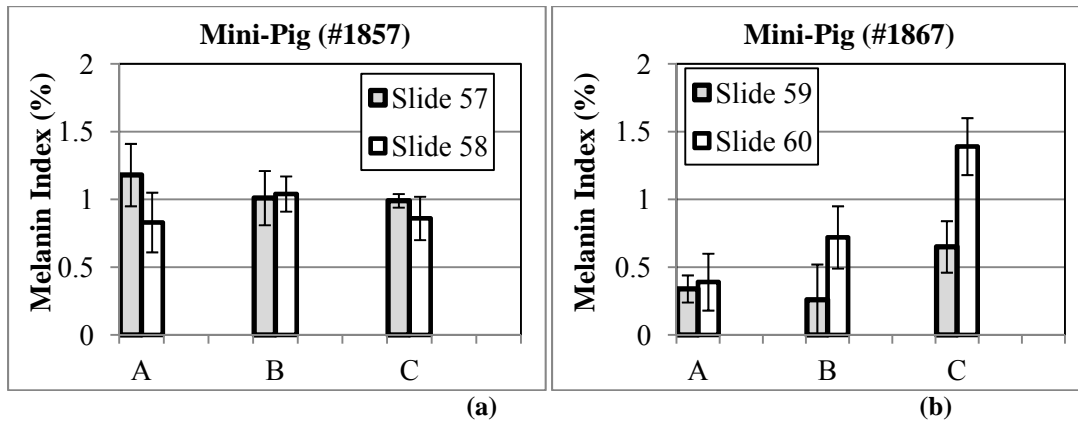 Mini-Pig (#1857)
Melanin Index (%)
2
1.5
1
0.5
0
Slide 57
Slide 58
A B C
(a)
Mini-Pig (#1867)
Melanin Index (%)
2
1.5
1
0.5
0
Slide 59
Slide 60
A B C
(b)